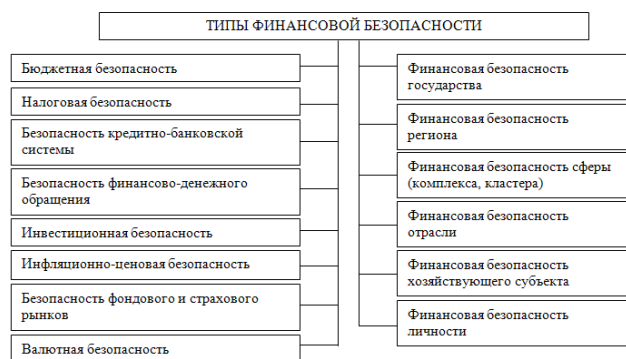 ТИПЫ ФИНАНСОВОЙ БЕЗОПАСНОСТИ
Бюджетная безопасность
Налоговая безопасность
Безопасность кредитно-банковской
системы
Безопасность финансово-денежного
обращения
Инвестиционная безопасность
Инфляционно-ценовая безопасность
Безопасность фондового и страхового
рынков
Валютная безопасность
Финансовая безопасность
государства
Финансовая безопасность
региона
Финансовая безопасность сферы
(комплекса, кластера)
Финансовая безопасность
отрасли
Финансовая безопасность
хозяйствующего субъекта
Финансовая безопасность
личности